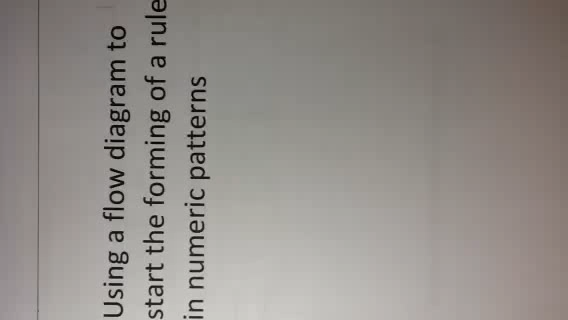 Using a flow diagram to
start the forming of a rule
in numeric patterns